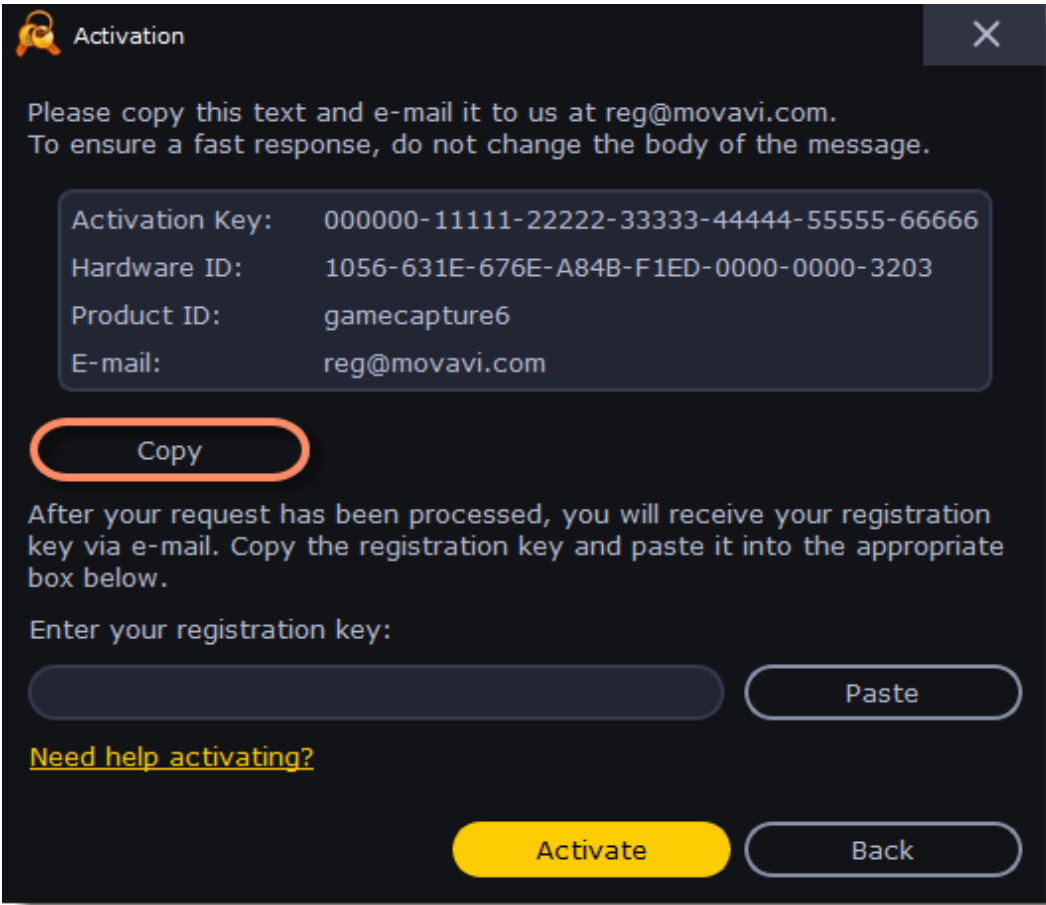 Activation
Please copy this text and e-mail it to us at reg@movavi.com.
To ensure a fast response, do not change the body of the message.
Activation Key: 000000-11111-22222-33333-44444-55555-66666
Hardware ID: 1056-631E-676E-A84B-F1ED-0000-0000-3203
Product ID: gamecapture6
E-mail: reg@movavi.com
Copy
After your request has been processed, you will receive your registration
key via e-mail. Copy the registration key and paste it into the appropriate
box below.
Enter your registration key:
Paste
Need help activating?
Activate Back